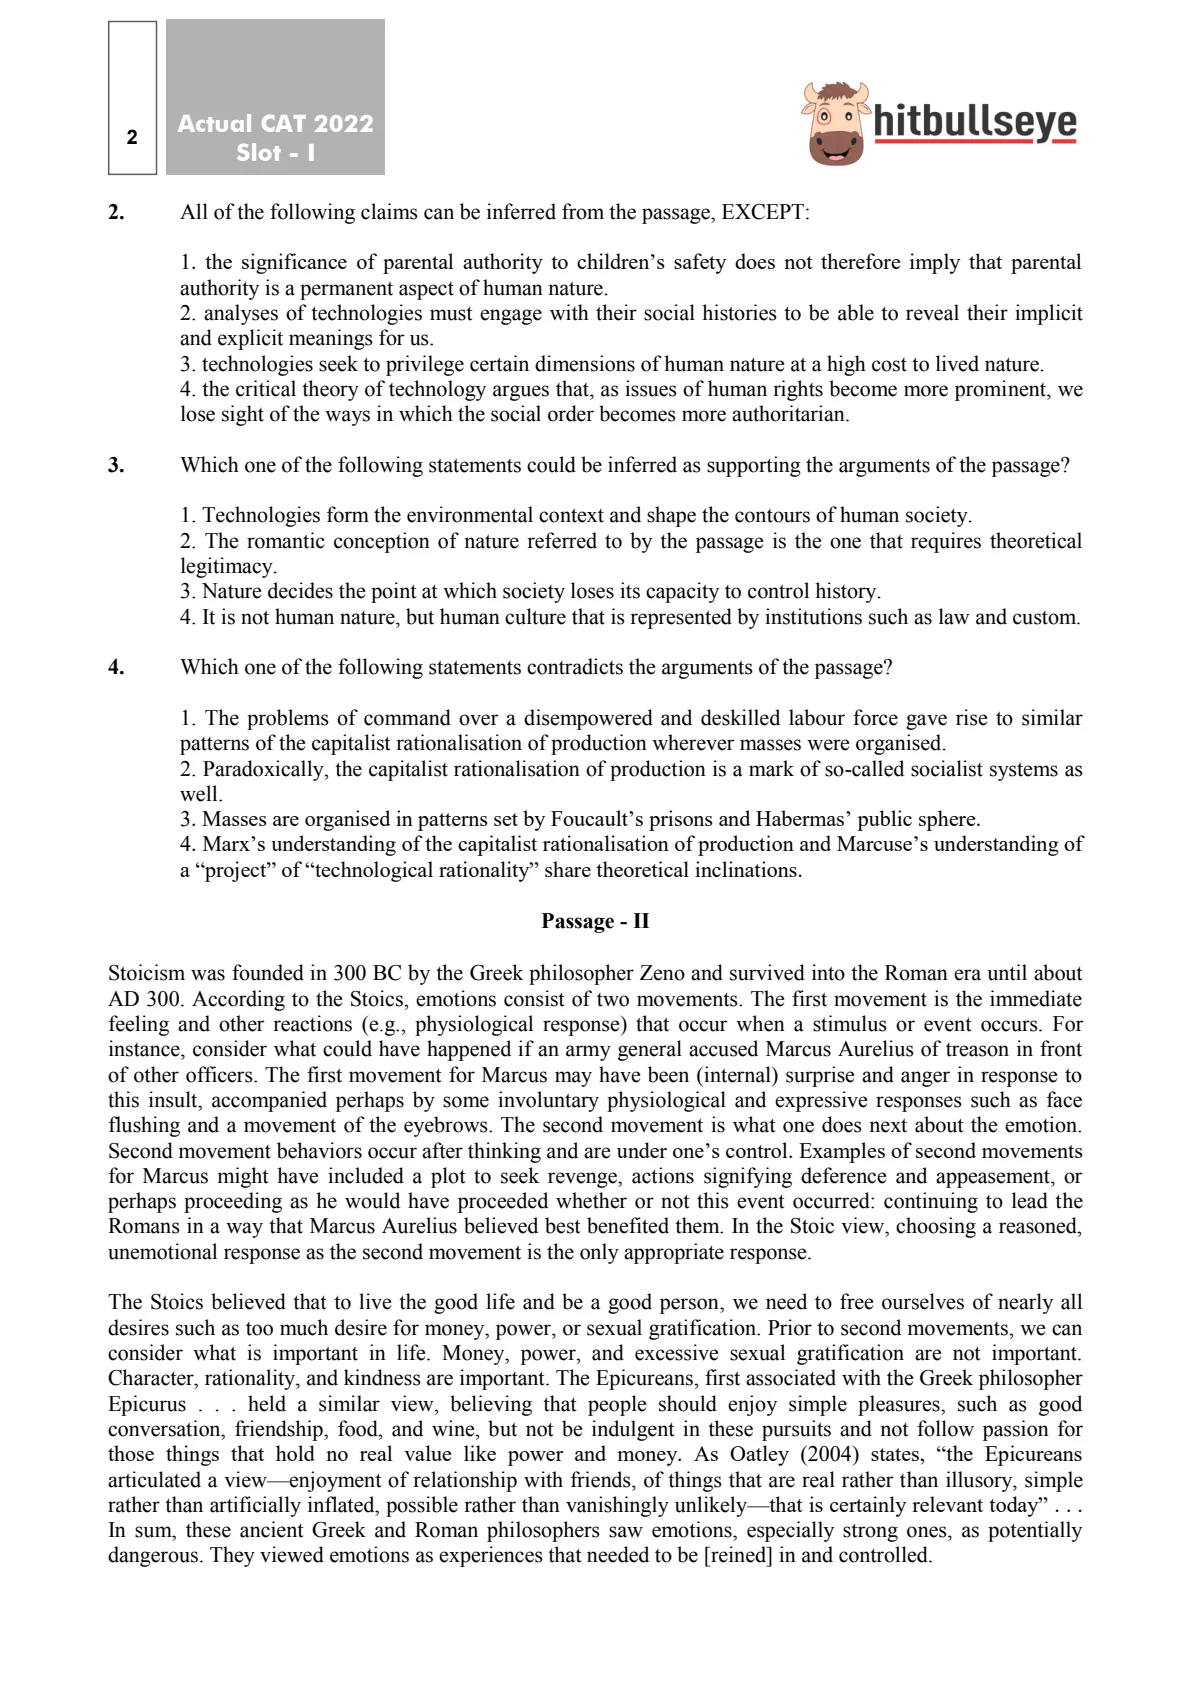 2
Actual CAT 2022
Slot - I
hitbullseye
2. All of the following claims can be inferred from the passage, EXCEPT:
1. the significance of parental authority to children’s safety does not therefore imply that parental
authority is a permanent aspect of human nature.
2. analyses of technologies must engage with their social histories to be able to reveal their implicit
and explicit meanings for us.
3. technologies seek to privilege certain dimensions of human nature at a high cost to lived nature.
4. the critical theory of technology argues that, as issues of human rights become more prominent, we
lose sight of the ways in which the social order becomes more authoritarian.
3. Which one of the following statements could be inferred as supporting the arguments of the passage?
1. Technologies form the environmental context and shape the contours of human society.
2. The romantic conception of nature referred to by the passage is the one that requires theoretical
legitimacy.
3. Nature decides the point at which society loses its capacity to control history.
4. It is not human nature, but human culture that is represented by institutions such as law and custom.
4. Which one of the following statements contradicts the arguments of the passage?
1. The problems of command over a disempowered and deskilled labour force gave rise to similar
patterns of the capitalist rationalisation of production wherever masses were organised.
2. Paradoxically, the capitalist rationalisation of production is a mark of so-called socialist systems as
well.
3. Masses are organised in patterns set by Foucault’s prisons and Habermas’ public sphere.
4. Marx’s understanding of the capitalist rationalisation of production and Marcuse’s understanding of
a “project” of “technological rationality” share theoretical inclinations.
Passage - II
Stoicism was founded in 300 BC by the Greek philosopher Zeno and survived into the Roman era until about
AD 300. According to the Stoics, emotions consist of two movements. The first movement is the immediate
feeling and other reactions (e.g., physiological response) that occur when a stimulus or event occurs. For
instance, consider what could have happened if an army general accused Marcus Aurelius of treason in front
of other officers. The first movement for Marcus may have been (internal) surprise and anger in response to
this insult, accompanied perhaps by some involuntary physiological and expressive responses such as face
flushing and a movement of the eyebrows. The second movement is what one does next about the emotion.
Second movement behaviors occur after thinking and are under one’s control. Examples of second movements
for Marcus might have included a plot to seek revenge, actions signifying deference and appeasement, or
perhaps proceeding as he would have proceeded whether or not this event occurred: continuing to lead the
Romans in a way that Marcus Aurelius believed best benefited them. In the Stoic view, choosing a reasoned,
unemotional response as the second movement is the only appropriate response.
The Stoics believed that to live the good life and be a good person, we need to free ourselves of nearly all
desires such as too much desire for money, power, or sexual gratification. Prior to second movements, we can
consider what is important in life. Money, power, and excessive sexual gratification are not important.
Character, rationality, and kindness are important. The Epicureans, first associated with the Greek philosopher
Epicurus . . . held a similar view, believing that people should enjoy simple pleasures, such as good
conversation, friendship, food, and wine, but not be indulgent in these pursuits and not follow passion for
those things that hold no real value like power and money. As Oatley (2004) states, “the Epicureans
articulated a view—enjoyment of relationship with friends, of things that are real rather than illusory, simple
rather than artificially inflated, possible rather than vanishingly unlikely—that is certainly relevant today” . . .
In sum, these ancient Greek and Roman philosophers saw emotions, especially strong ones, as potentially
dangerous. They viewed emotions as experiences that needed to be [reined] in and controlled.